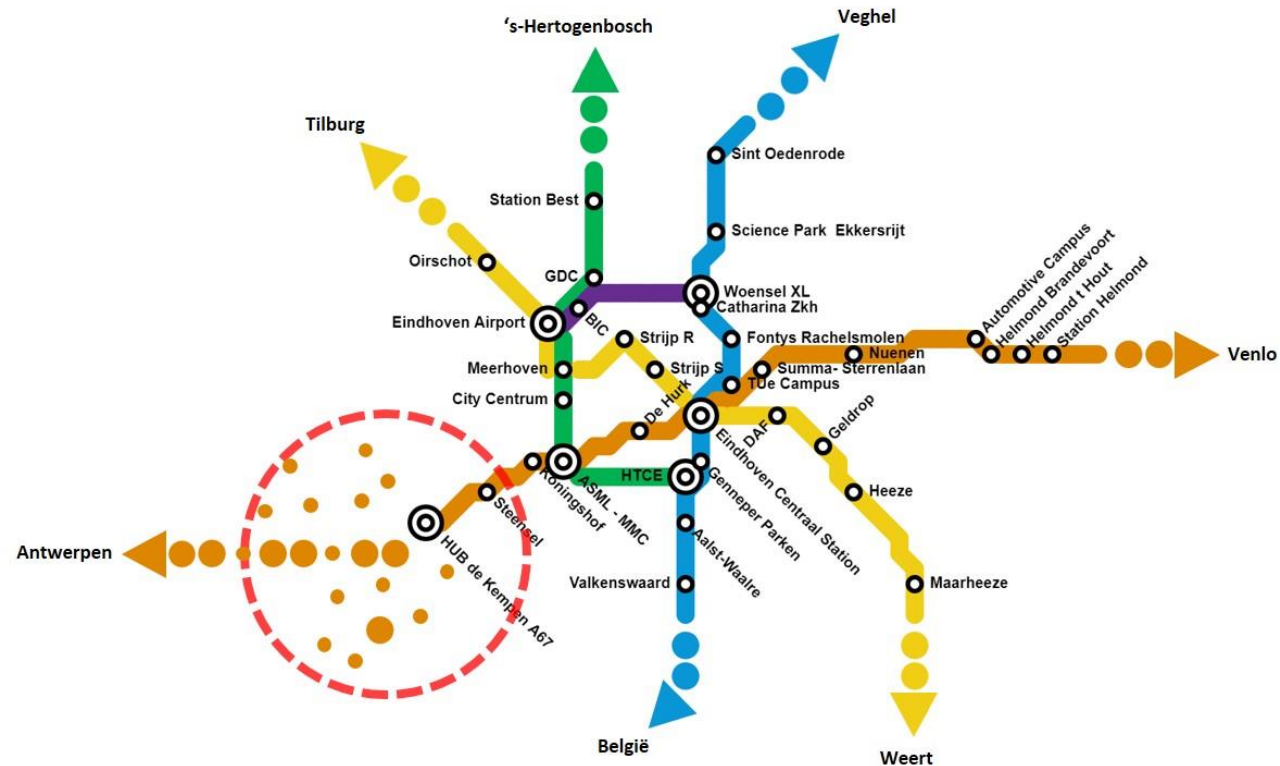 Veghel
‘s-Hertogenbosch
Tilburg
Sint Oedenrode
Station Best
Science Park Ekkersrijt
Oirschot
GDC
Automotive Campus
Helmond Brandevoort
Helmond t Hout
Station Helmond
Woensel XL
Catharina Zkh
Eindhoven Airport
BIC
Strijp R
Fontys Rachelsmolen
Nuenen
Venlo
Meerhoven
Strijp S
Summa- Sterrenlaan
TUe Campus
City Centrum
De Hurk
DAF
Geldrop
Eindhoven Centraal Station
HTCE
Genneper Parken
Koningshof
ASML - MMC
Steensel
Heeze
HUB de Kempen A67
Antwerpen
Aalst-Waalre
Valkenswaard
Maarheeze
België
Weert